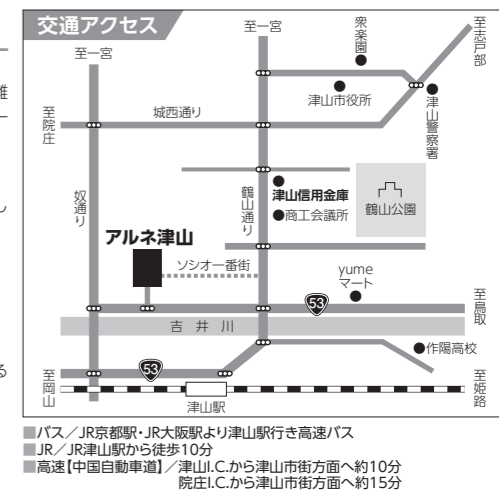 交通アクセス
至一宮
至一宮
衆楽園
至志戸部
津山市役所
津山警察署
至院庄
城西通り
奴通り
鶴山通り
津山信用金庫
商工会議所
鶴山公園
アルネ津山
ソシオ一番街
yume
マート
53
至鳥取
吉井川
作陽高校
53
至岡山
津山駅
至姫路
■バス／JR京都駅・JR大阪駅より津山駅行き高速バス
■JR／JR津山駅から徒歩10分
■高速【中国自動車道】／津山I.C.から津山市街方面へ約10分
院庄I.C.から津山市街方面へ約15分
し
る